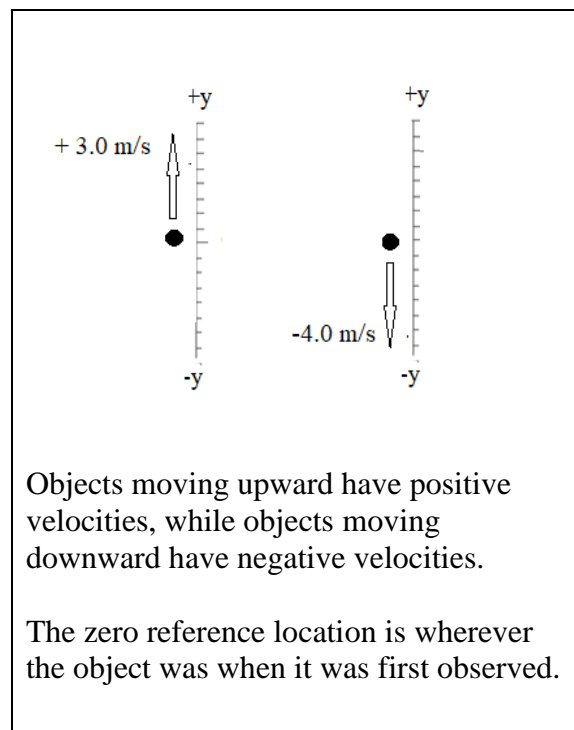 +y +y
+ 3.0 m/s
-4.0 m/s
-y -y
Objects moving upward have positive
velocities, while objects moving
downward have negative velocities.
The zero reference location is wherever
the object was when it was first observed.